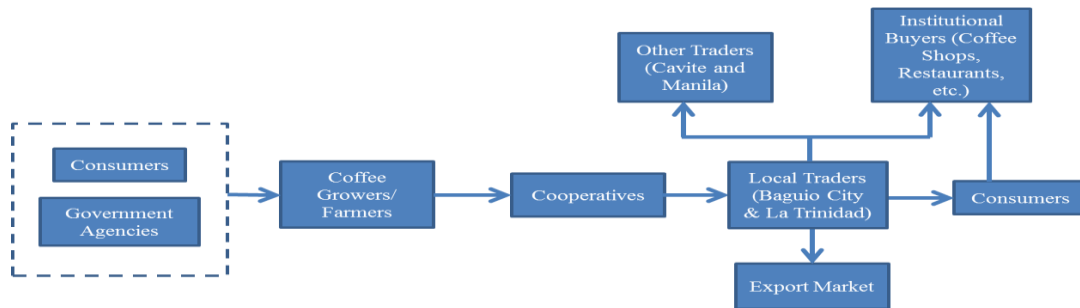 Consumers
Government
Agencies
Coffee
Growers/
Farmers
Cooperatives
Other Traders
(Cavite and
Manila)
Institutional
Buyers (Coffee
Shops,
Restaurants,
etc.)
Local Traders
(Baguio City
& La Trinidad)
Consumers
Export Market